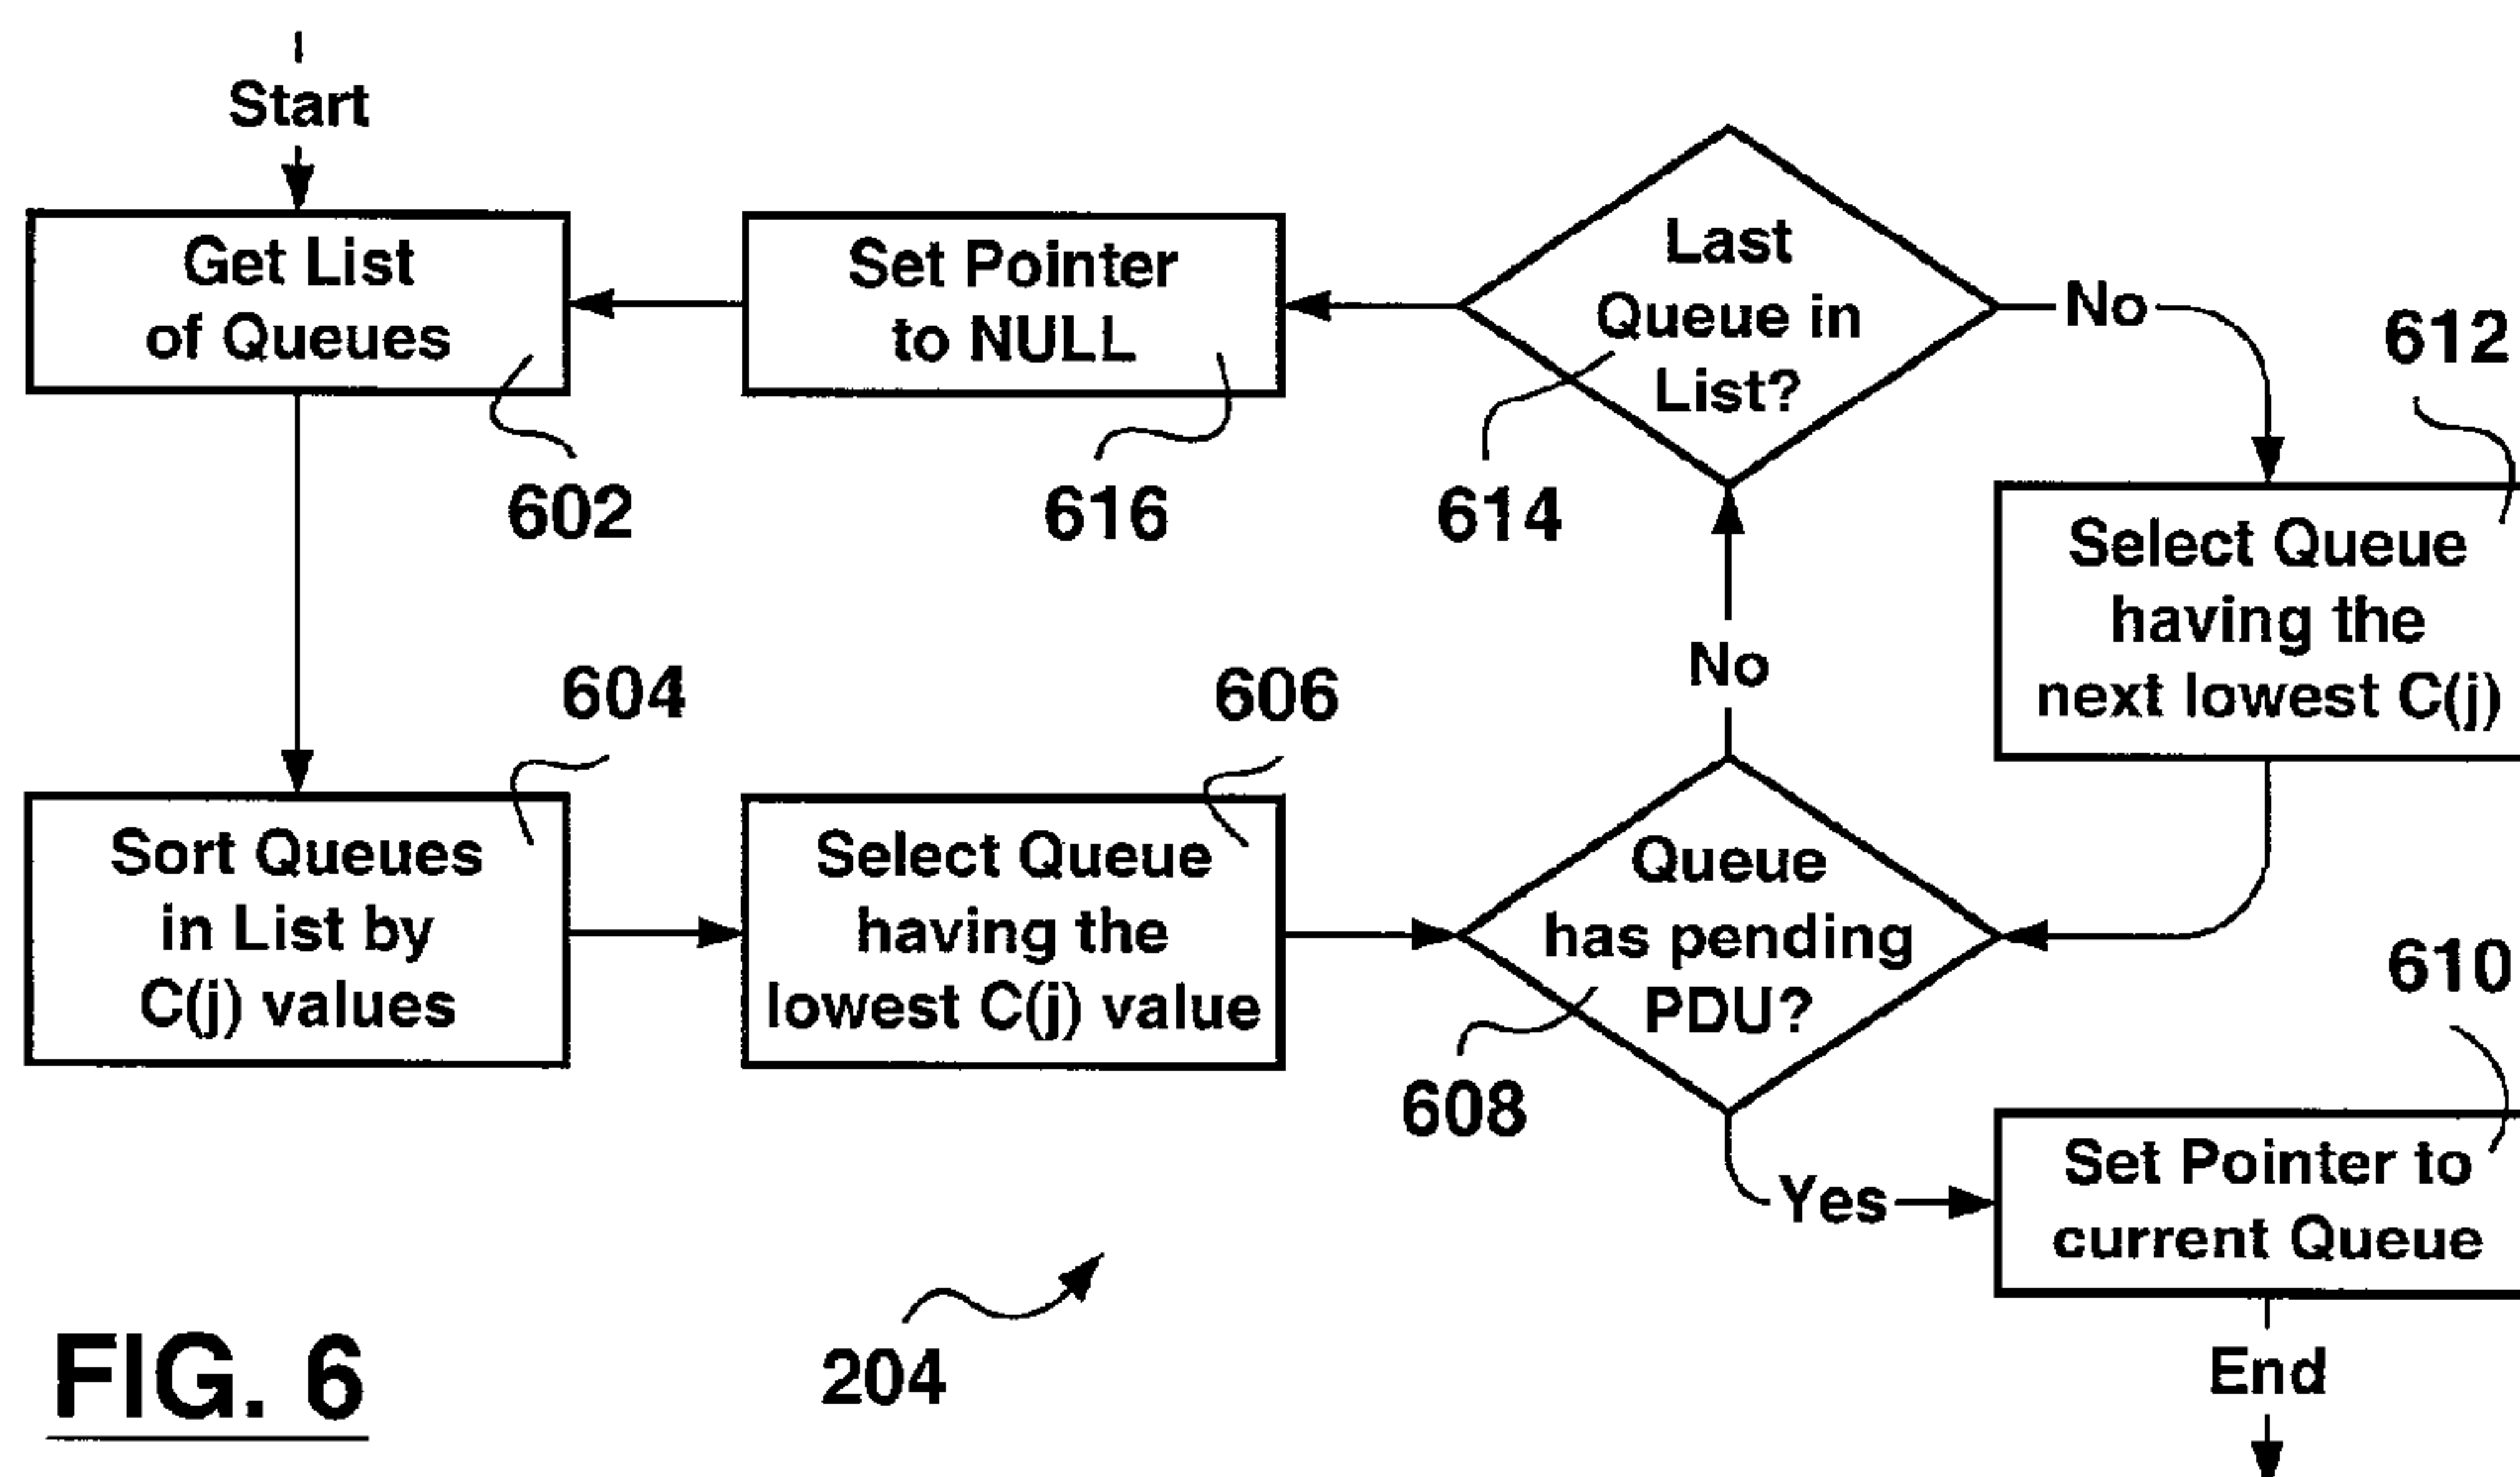 Start
Get List
of Queues
602
Set Pointer
to NULL
616
Last
Queue in
List?
614
No
612
Select Queue
having the
next lowest C(j)
No
604
Sort Queues
in List by
C(j) values
606
Select Queue
having the
lowest C(j) value
Queue
has pending
PDU?
608
Yes
610
Set Pointer to
current Queue
End
204
FIG. 6